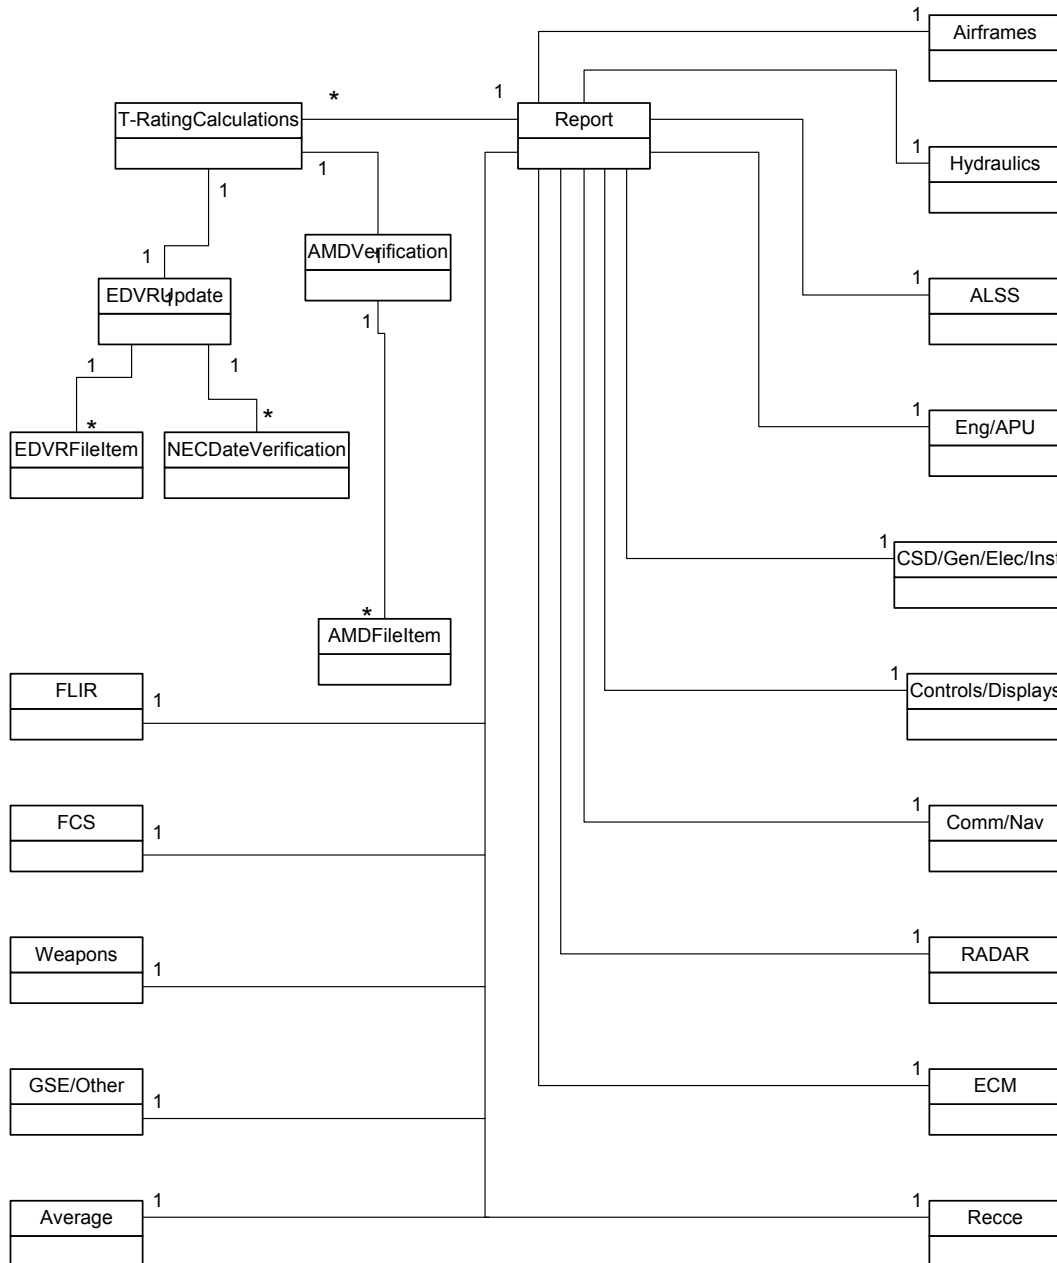 1
Airframes
*
1
T-RatingCalculations
Report
1
Hydraulics
1
1
1
AMDVerification
1
1
EDVRUpdate
1
1
ALSS
1
1
1
*
*
EDVRFileItem
NECDateVerification
1
Eng/APU
1
CSD/Gen/Elec/Inst
*
AMDFileItem
FLIR
1
1
Controls/Displays
FCS
1
1
Comm/Nav
Weapons
1
1
RADAR
GSE/Other
1
1
ECM
Average
1
1
Recce